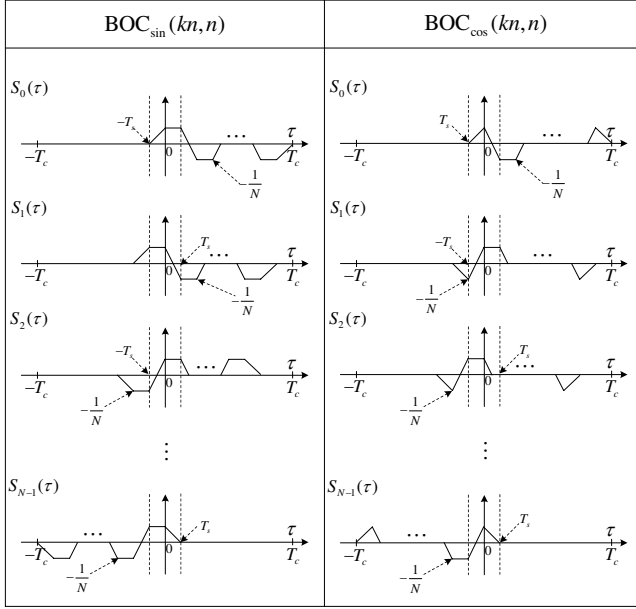 BOC_sin(kn,n)
BOC_cos(kn,n)
S_0(τ)
−T_s
τ
−T_c
0
T_c
−1/N
...
S_1(τ)
T_s
τ
−T_c
0
T_c
−1/N
...
S_2(τ)
−T_s
τ
−T_c
0
T_c
−1/N
...
⋮
S_{N−1}(τ)
T_s
τ
−T_c
0
T_c
−1/N
...
S_0(τ)
T_s
τ
−T_c
0
T_c
−1/N
...
S_1(τ)
−T_s
τ
−T_c
0
T_c
−1/N
...
S_2(τ)
T_s
τ
−T_c
0
T_c
−1/N
...
⋮
S_{N−1}(τ)
T_s
τ
−T_c
0
T_c
−1/N
...